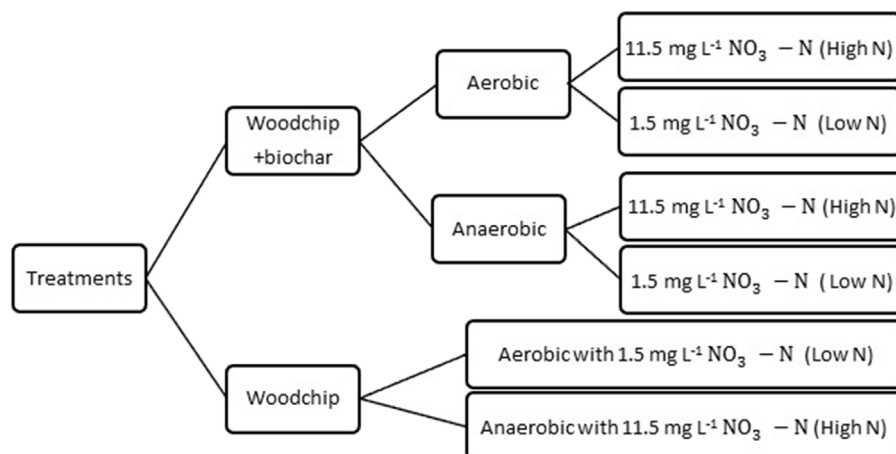 Treatments
Woodchip
+biochar
Aerobic
11.5 mg L⁻¹ NO₃ − N (High N)
1.5 mg L⁻¹ NO₃ − N (Low N)
Anaerobic
11.5 mg L⁻¹ NO₃ − N (High N)
1.5 mg L⁻¹ NO₃ − N ( Low N)
Woodchip
Aerobic with 1.5 mg L⁻¹ NO₃ − N (Low N)
Anaerobic with 11.5 mg L⁻¹ NO₃ − N (High N)